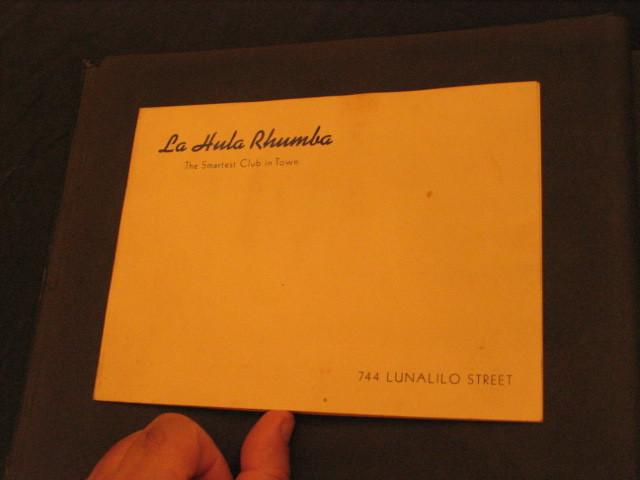 La Hula Rhumba
The Smartest Club in Town
744 LUNALILO STREET